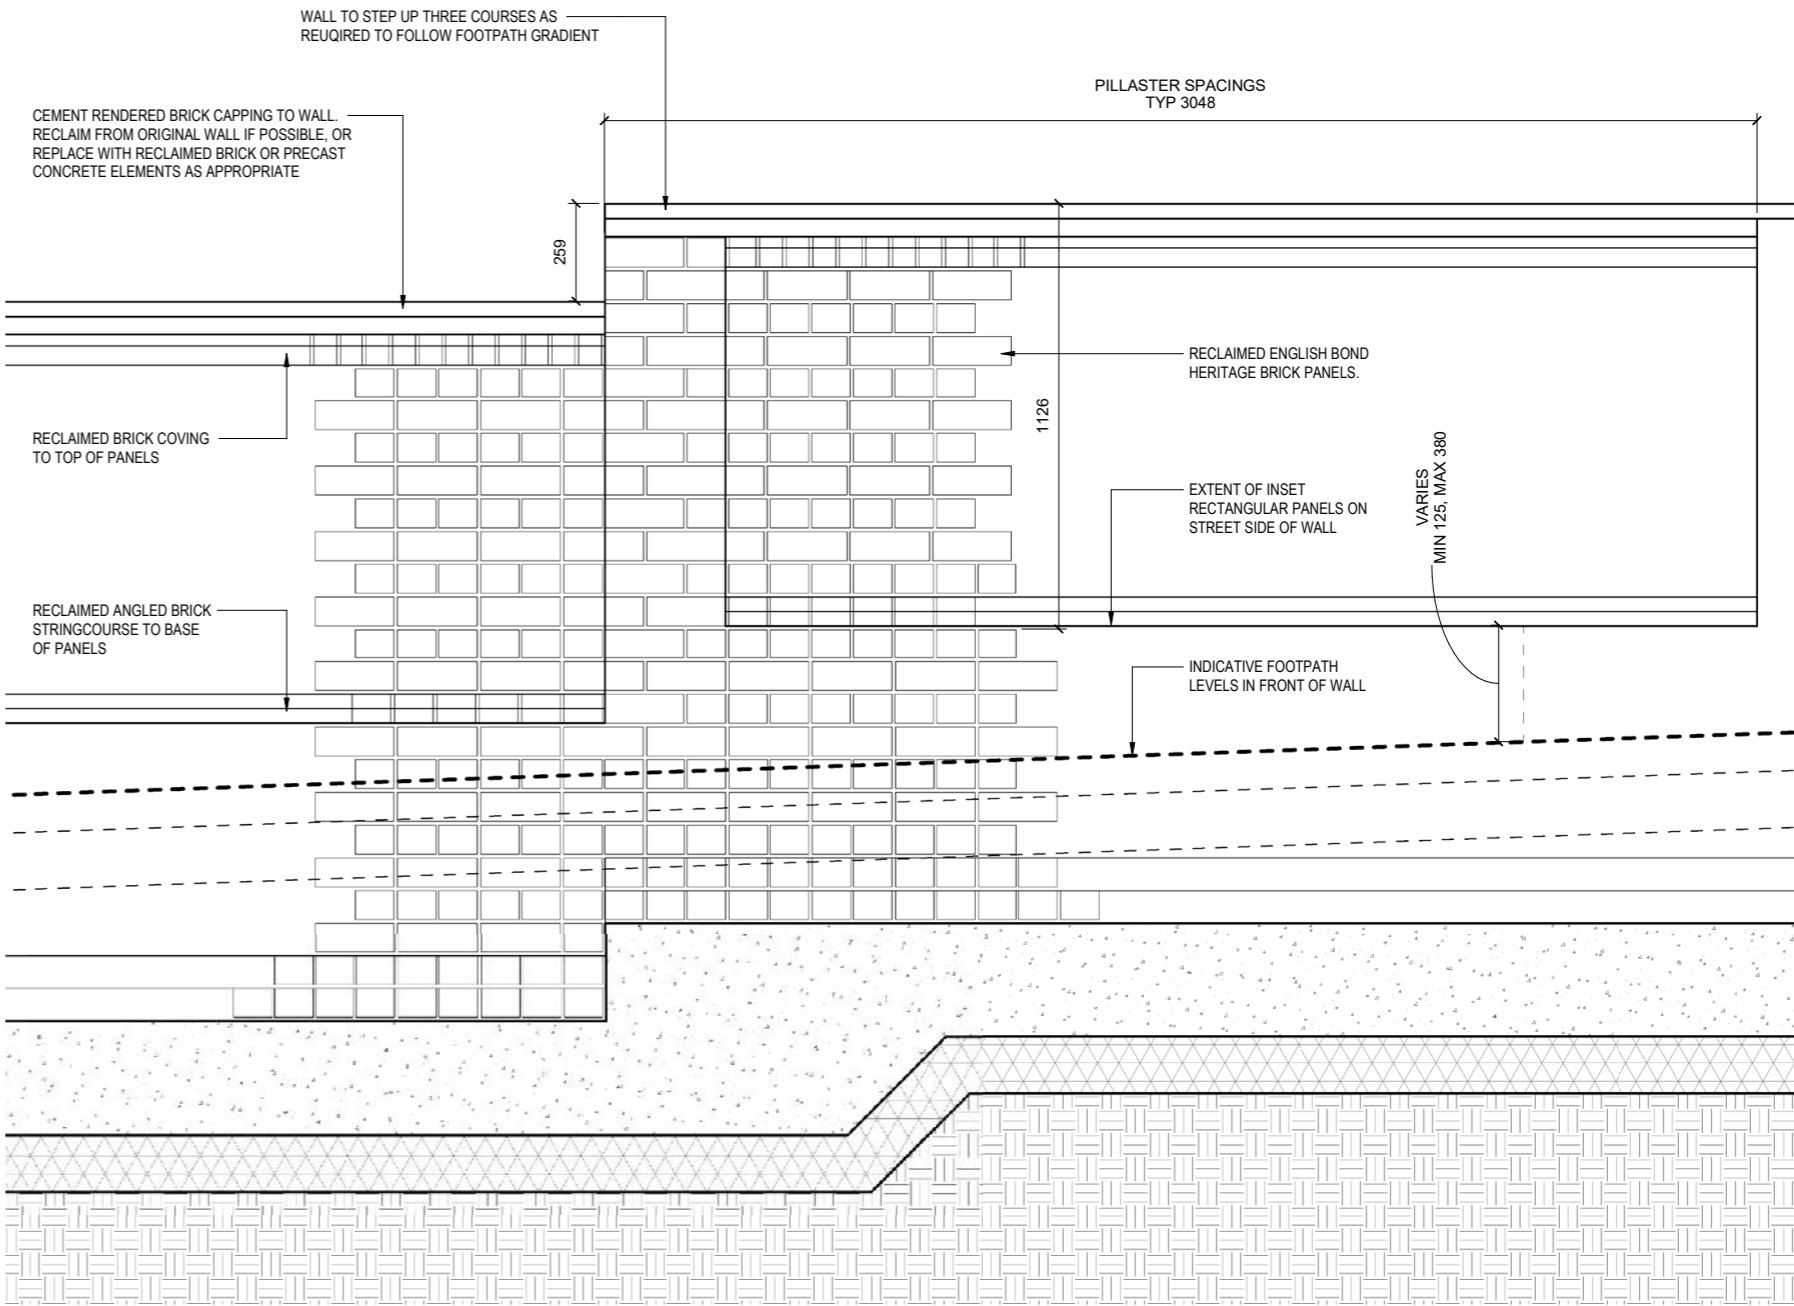 WALL TO STEP UP THREE COURSES AS
REUQIRED TO FOLLOW FOOTPATH GRADIENT
PILLASTER SPACINGS
TYP 3048
CEMENT RENDERED BRICK CAPPING TO WALL.
RECLAIM FROM ORIGINAL WALL IF POSSIBLE, OR
REPLACE WITH RECLAIMED BRICK OR PRECAST
CONCRETE ELEMENTS AS APPROPRIATE
259
RECLAIMED ENGLISH BOND
HERITAGE BRICK PANELS.
1126
RECLAIMED BRICK COVING
TO TOP OF PANELS
VARIES
MIN 125, MAX 380
EXTENT OF INSET
RECTANGULAR PANELS ON
STREET SIDE OF WALL
RECLAIMED ANGLED BRICK
STRINGCOURSE TO BASE
OF PANELS
INDICATIVE FOOTPATH
LEVELS IN FRONT OF WALL